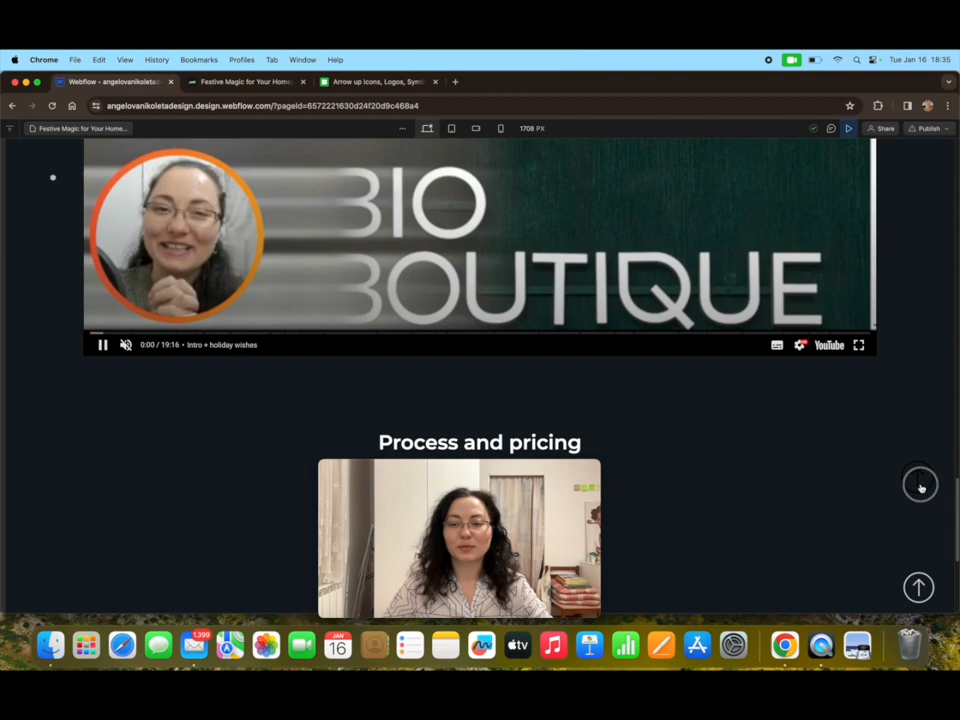 Chrome File Edit View History Bookmarks Profiles Tab Window Help Tue Jan 16 18:35
Webflow - angelovanikoletad Festive Magic for Your Home Arrow up Icons, Logos, Symb
angelovanikoletadesign.design.webflow.com/?pageId=6572221630d24f20d9c468a4
Festive Magic for Your Home... ... 1708 PX Share Publish
BIO
BOUTIQUE
0:00 / 19:16 • Intro + holiday wishes YouTube
Process and pricing
1.399
JAN
16
tv